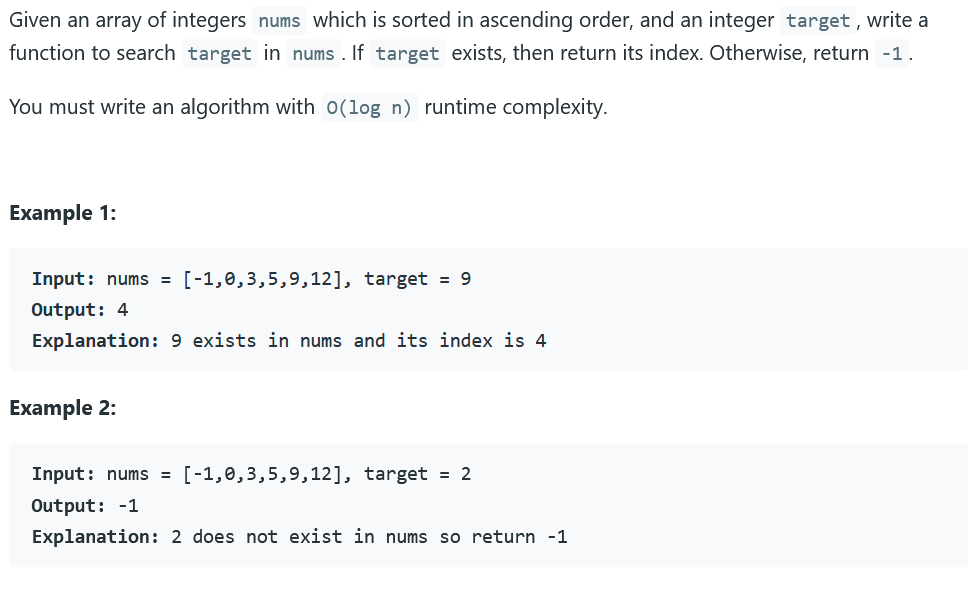 Given an array of integers nums which is sorted in ascending order, and an integer target, write a
function to search target in nums. If target exists, then return its index. Otherwise, return -1.
You must write an algorithm with O(log n) runtime complexity.
Example 1:
Input: nums = [-1,0,3,5,9,12], target = 9
Output: 4
Explanation: 9 exists in nums and its index is 4
Example 2:
Input: nums = [-1,0,3,5,9,12], target = 2
Output: -1
Explanation: 2 does not exist in nums so return -1